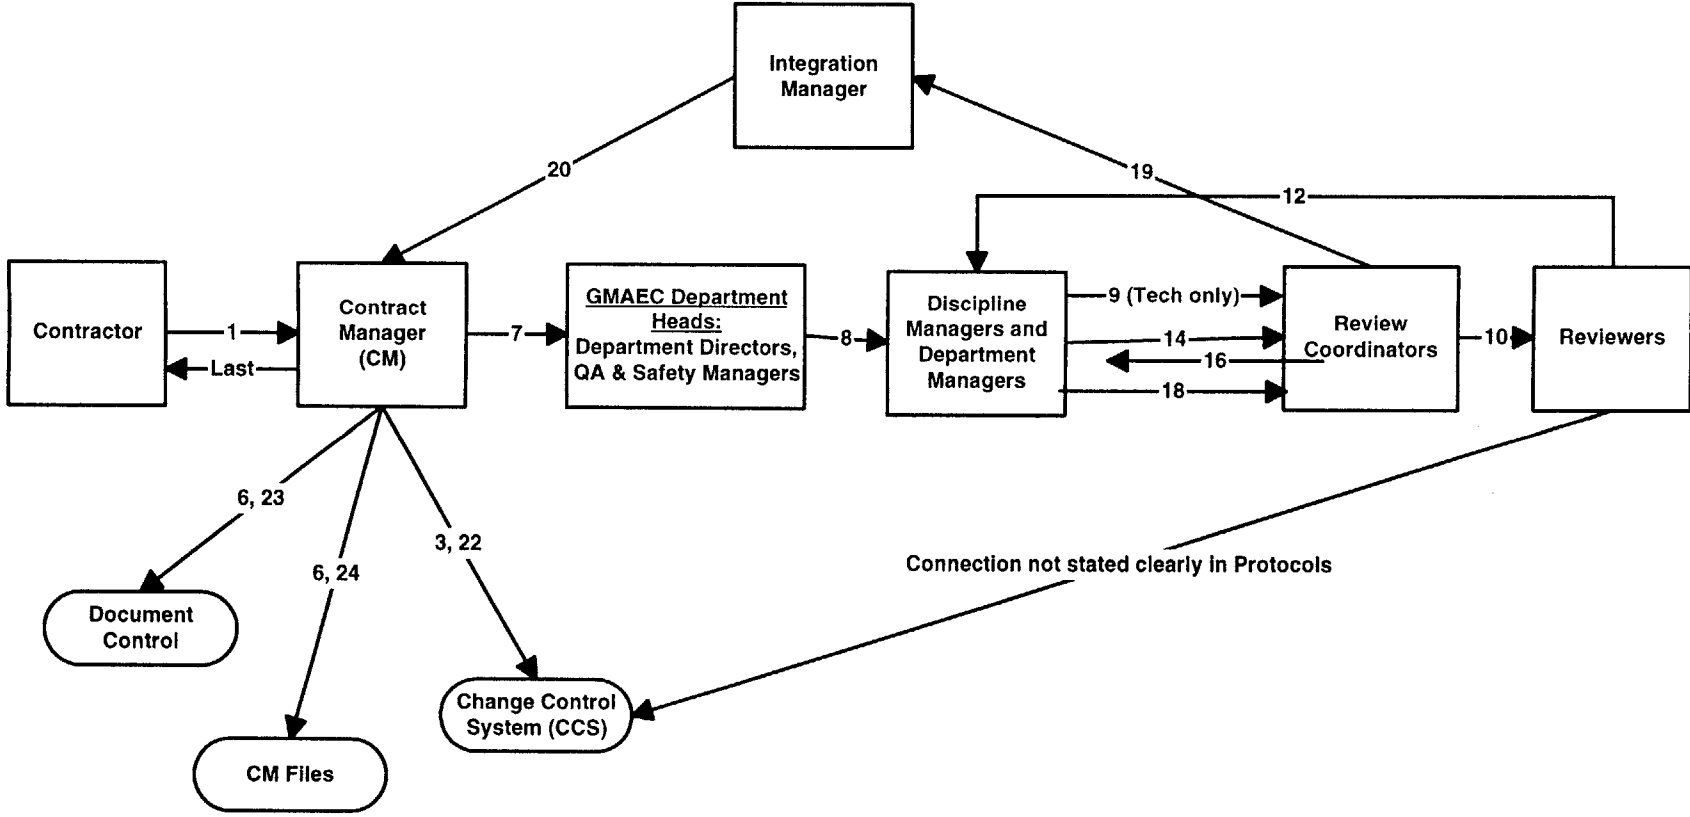 Integration
Manager
20
19
12
Contractor
1
Last
Contract
Manager
(CM)
7
GMAEC Department
Heads:
Department Directors,
QA & Safety Managers
8
Discipline
Managers and
Department
Managers
9 (Tech only)
14
16
18
Review
Coordinators
10
Reviewers
6, 23
6, 24
3, 22
Connection not stated clearly in Protocols
Document
Control
Change Control
System (CCS)
CM Files